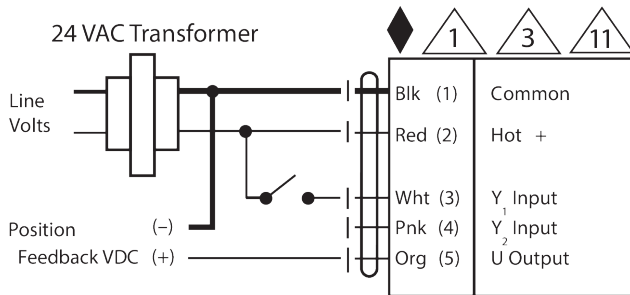 24 VAC Transformer
1 3 11
Line
Volts
Blk (1) Common
Red (2) Hot +
Wht (3) Y1 Input
Pnk (4) Y2 Input
Org (5) U Output
Position (–)
Feedback VDC (+)